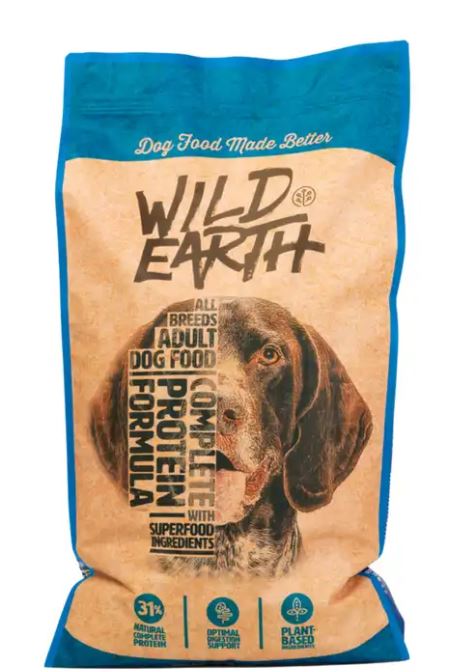 Dog Food Made Better
WILD
EARTH
ALL
BREEDS
ADULT
DOG FOOD
COMPLETE
PROTEIN
FORMULA
WITH
SUPERFOOD
INGREDIENTS
31%
NATURAL
COMPLETE
PROTEIN
OPTIMAL
DIGESTION
SUPPORT
PLANT-
BASED
INGREDIENTS